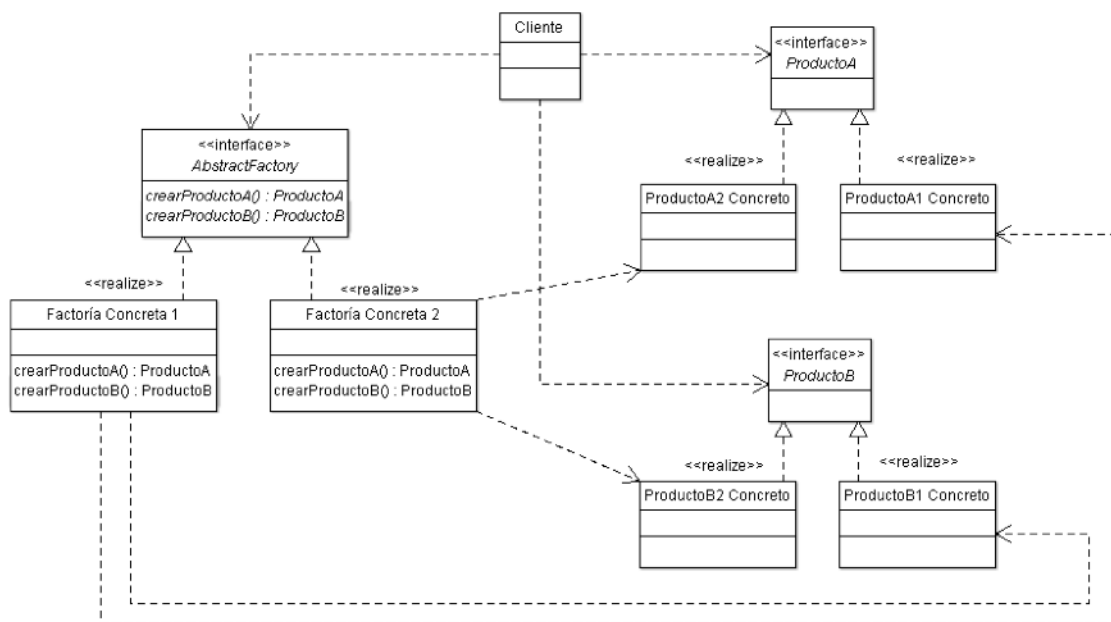 Cliente
<<interface>>
ProductoA
<<interface>>
AbstractFactory
crearProductoA() : ProductoA
crearProductoB() : ProductoB
<<realize>>
<<realize>>
ProductoA2 Concreto
ProductoA1 Concreto
<<realize>>
<<realize>>
Factoría Concreta 1
crearProductoA() : ProductoA
crearProductoB() : ProductoB
Factoría Concreta 2
crearProductoA() : ProductoA
crearProductoB() : ProductoB
<<interface>>
ProductoB
<<realize>>
<<realize>>
ProductoB2 Concreto
ProductoB1 Concreto